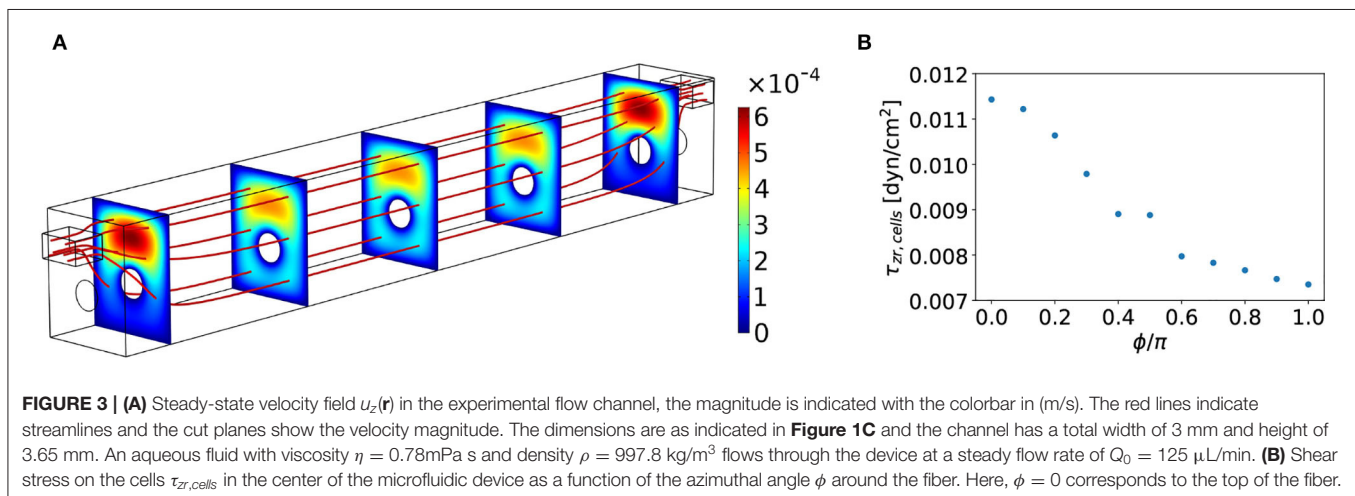 A
×10⁻⁴
6
5
4
3
2
1
0
B
0.012
0.011
0.010
0.009
0.008
0.007
τzr,cells [dyn/cm²]
0.0 0.2 0.4 0.6 0.8 1.0
ϕ/π
FIGURE 3 | (A) Steady-state velocity field uz(r) in the experimental flow channel, the magnitude is indicated with the colorbar in (m/s). The red lines indicate
streamlines and the cut planes show the velocity magnitude. The dimensions are as indicated in Figure 1C and the channel has a total width of 3 mm and height of
3.65 mm. An aqueous fluid with viscosity η = 0.78mPa s and density ρ = 997.8 kg/m³ flows through the device at a steady flow rate of Q₀ = 125 μL/min. (B) Shear
stress on the cells τzr,cells in the center of the microfluidic device as a function of the azimuthal angle ϕ around the fiber. Here, ϕ = 0 corresponds to the top of the fiber.